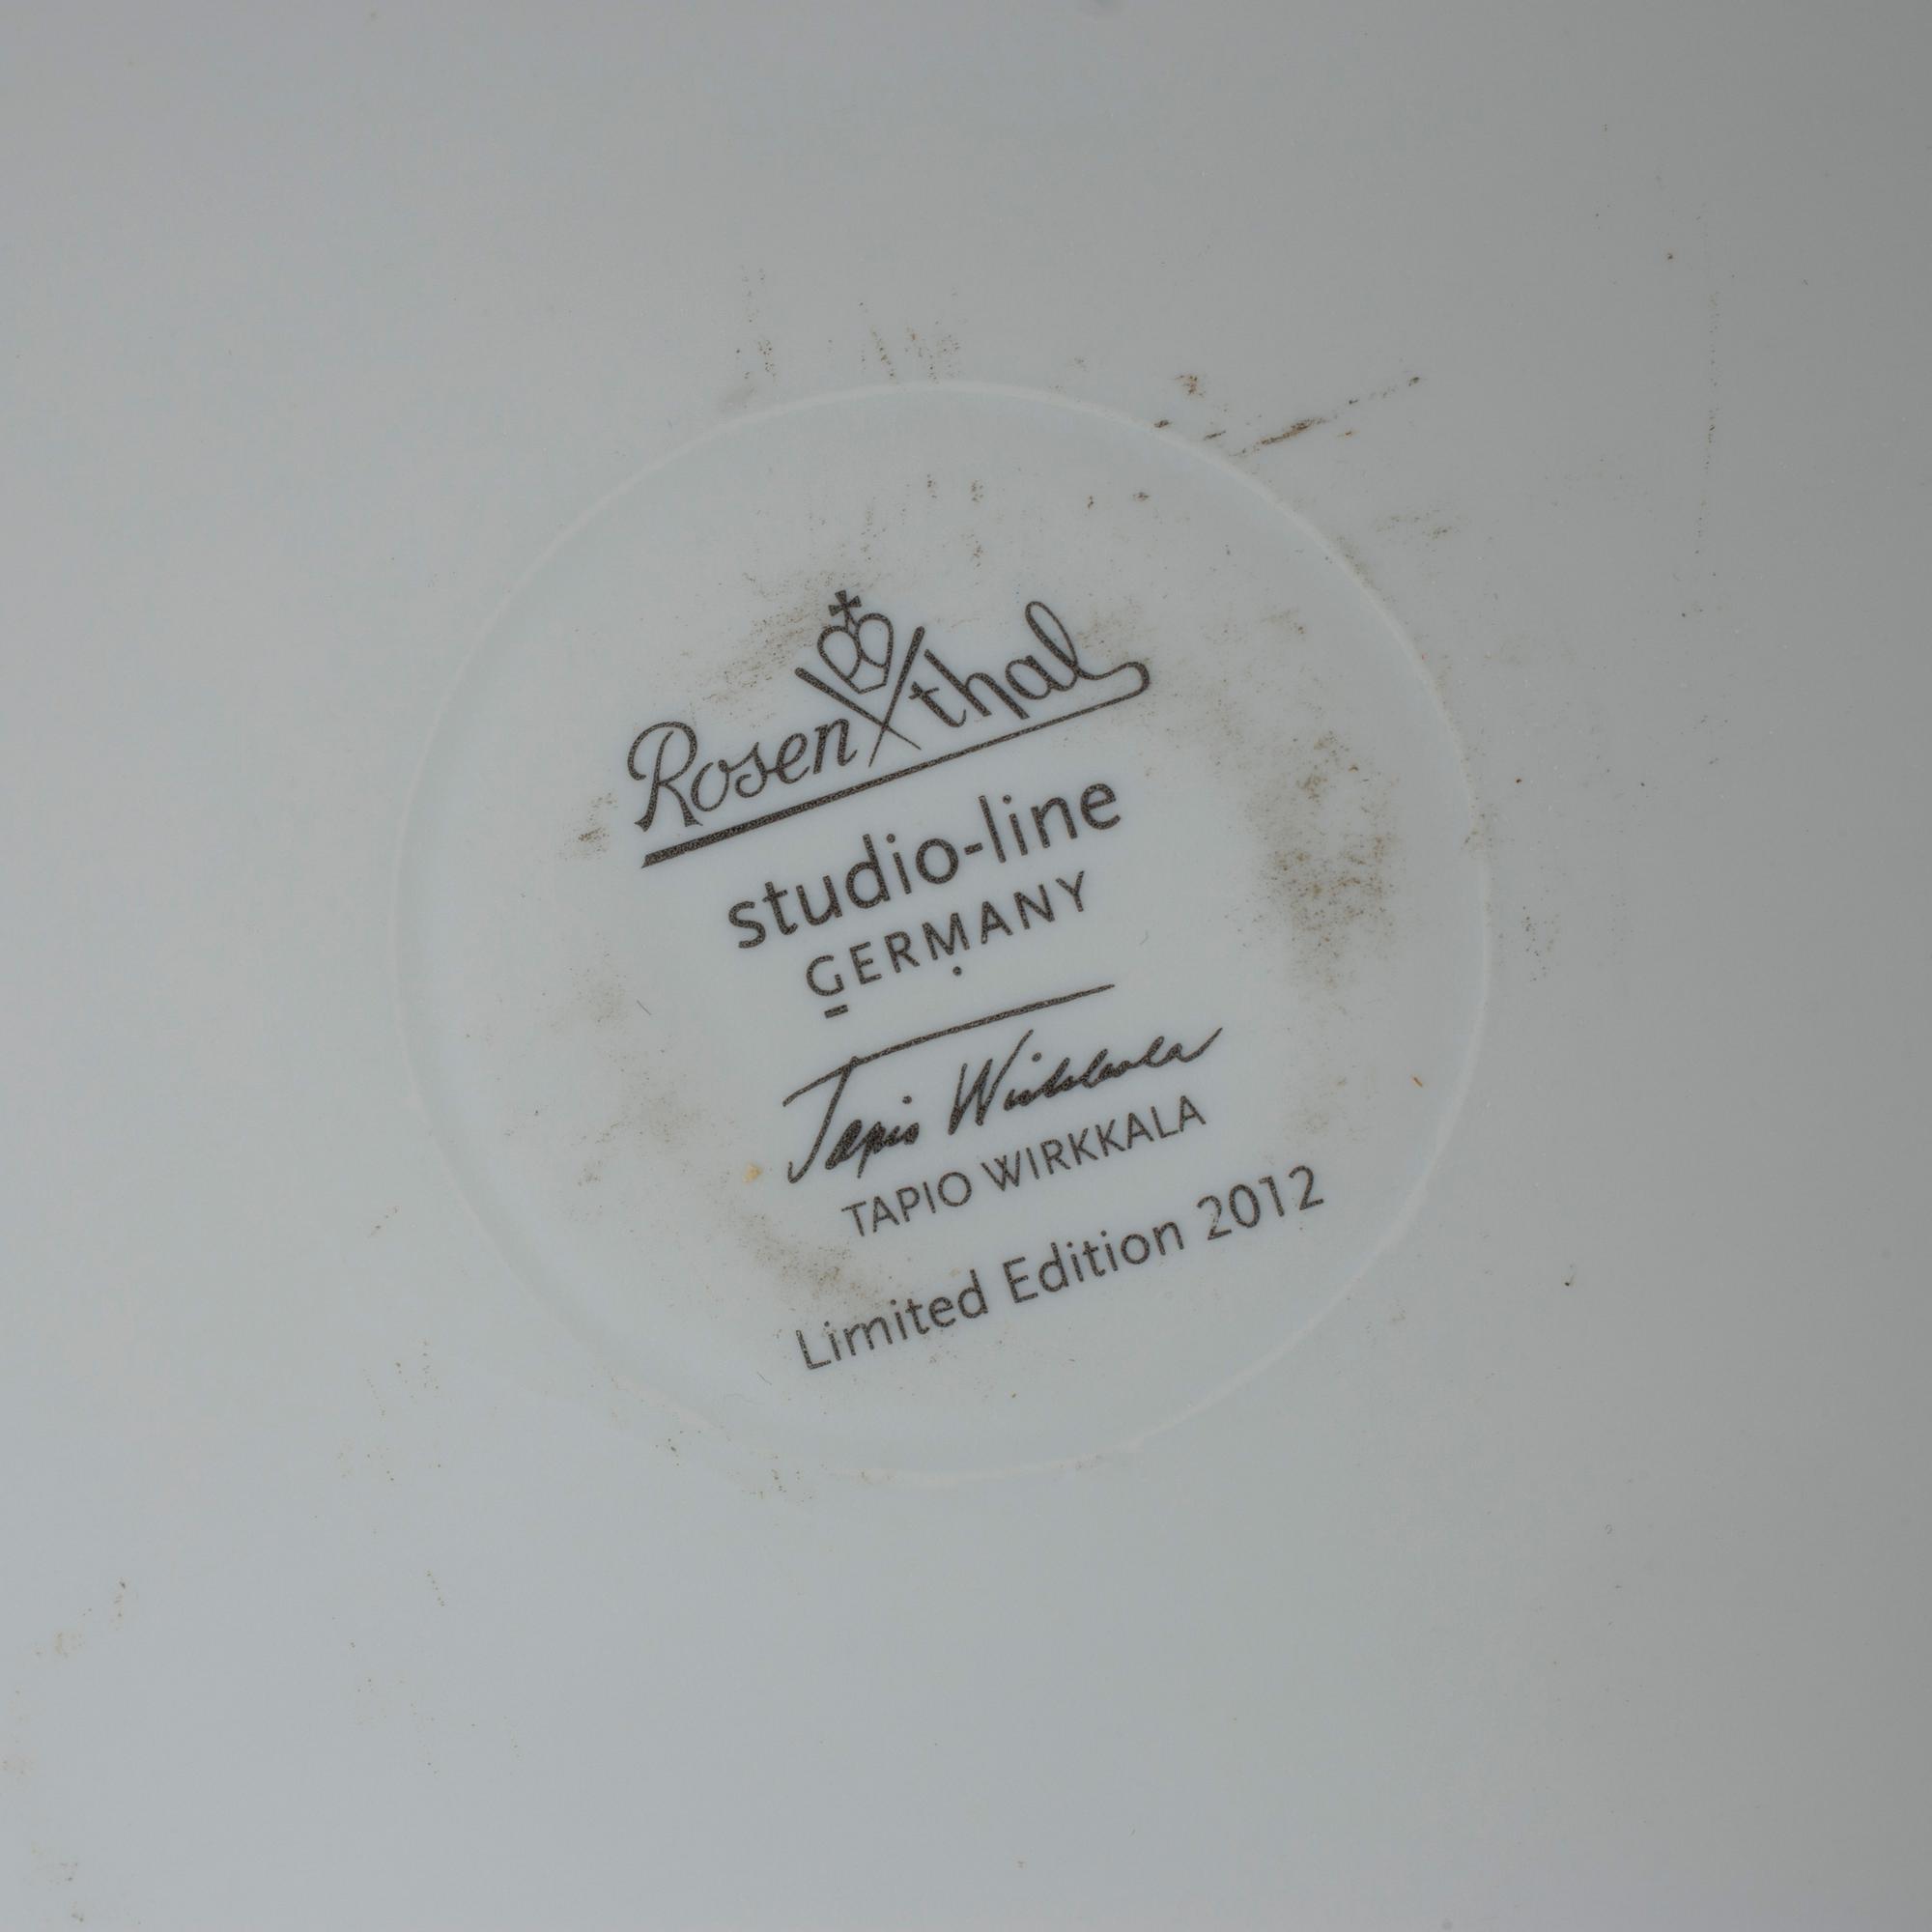 Rosenthal
studio-line
GERMANY
Tapio Wirkkala
TAPIO WIRKKALA
Limited Edition 2012